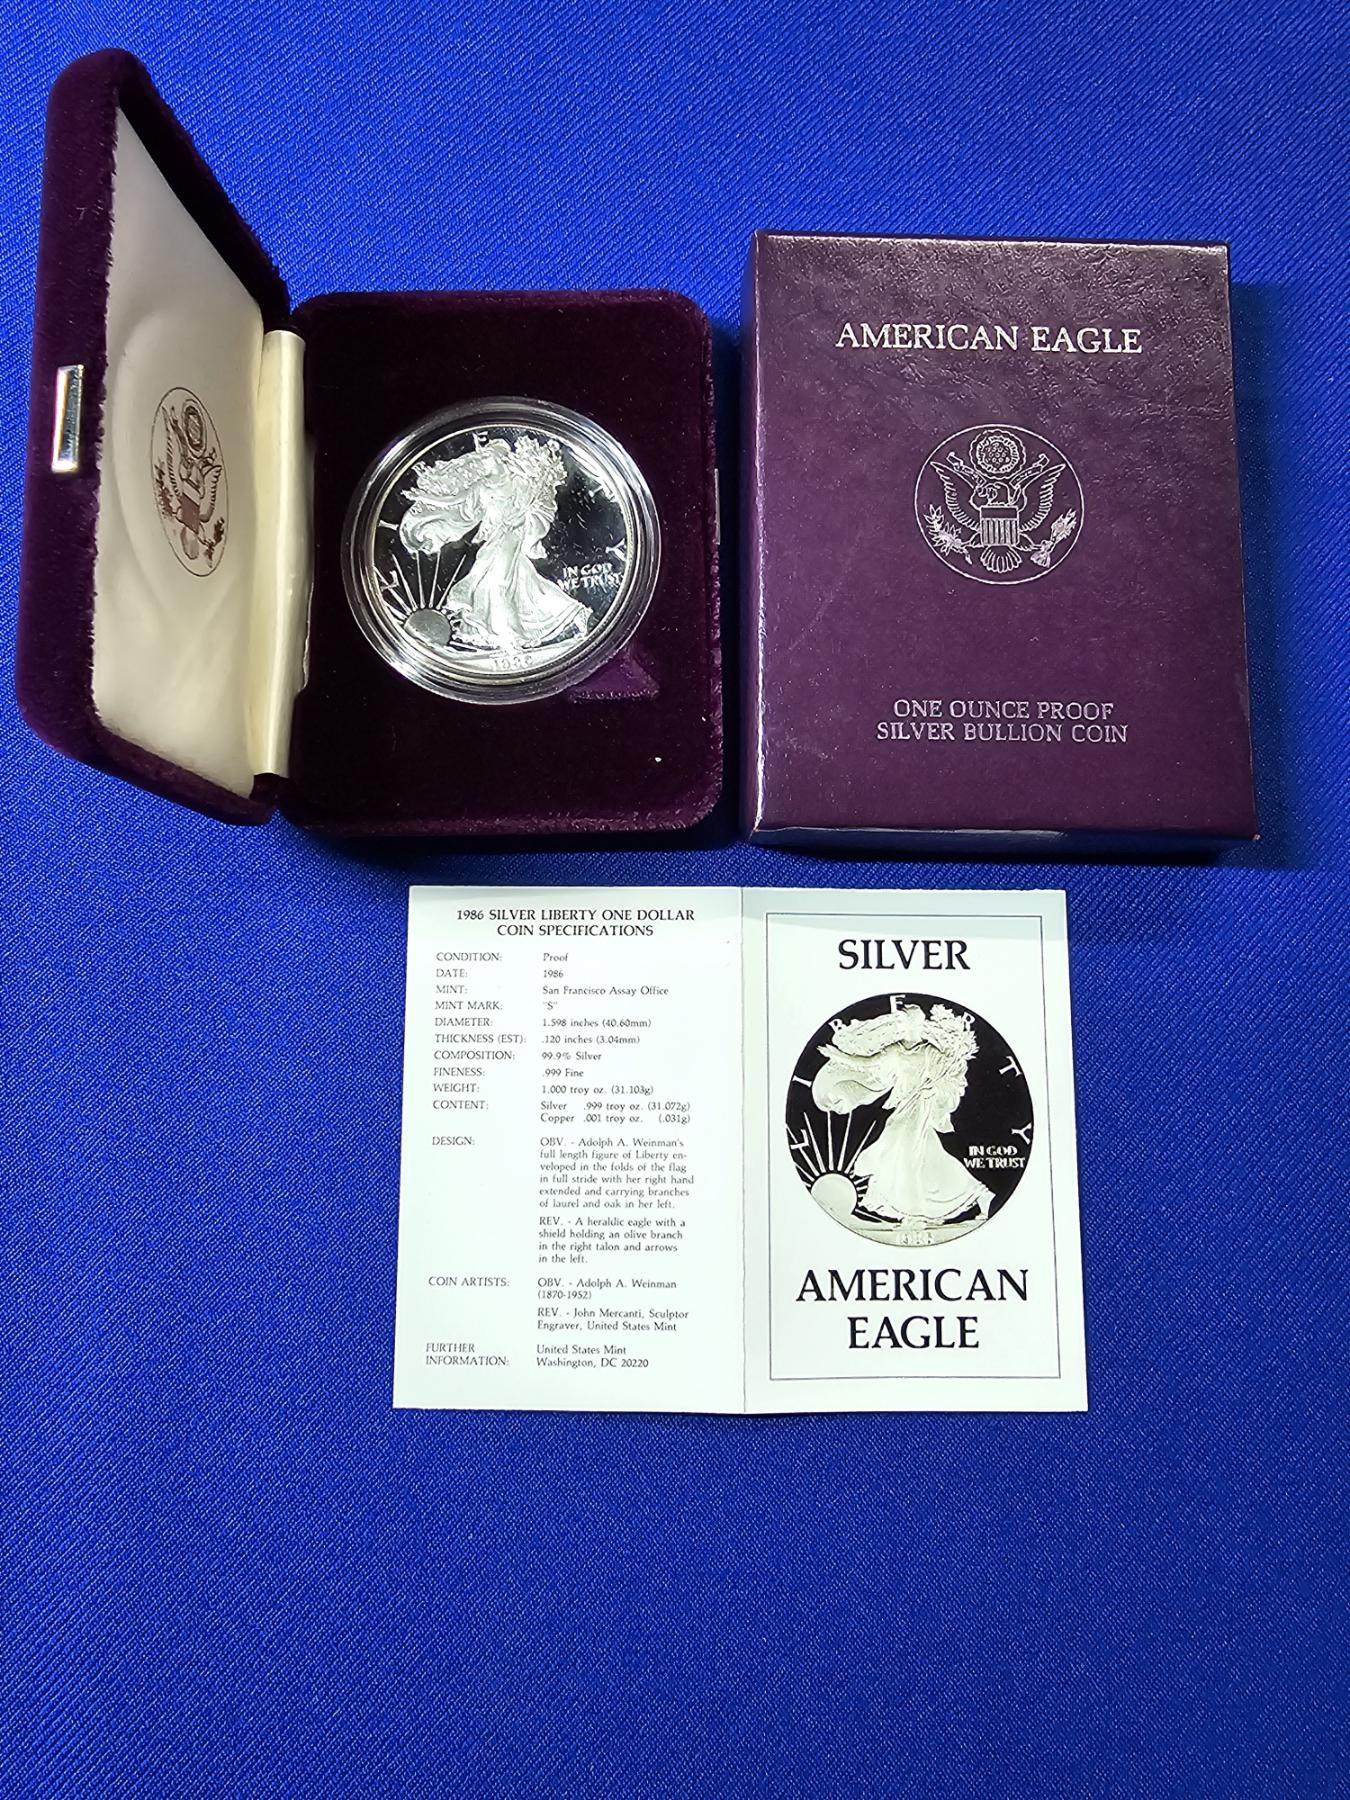 LIBERTY
IN GOD
WE TRUST
1986
AMERICAN EAGLE
ONE OUNCE PROOF
SILVER BULLION COIN
1986 SILVER LIBERTY ONE DOLLAR
COIN SPECIFICATIONS
CONDITION: Proof
DATE: 1986
MINT: San Francisco Assay Office
MINT MARK: "S"
DIAMETER: 1.598 inches (40.60mm)
THICKNESS (EST): .120 inches (3.04mm)
COMPOSITION: 99.9% Silver
FINENESS: .999 Fine
WEIGHT: 1.000 troy oz. (31.103g)
CONTENT: Silver .999 troy oz. (31.072g)
Copper .001 troy oz. (.031g)
DESIGN: OBV. - Adolph A. Weinman's
full length figure of Liberty en-
veloped in the folds of the flag
in full stride with her right hand
extended and carrying branches
of laurel and oak in her left.
REV. - A heraldic eagle with a
shield holding an olive branch
in the right talon and arrows
in the left.
COIN ARTISTS: OBV. - Adolph A. Weinman
(1870-1952)
REV. - John Mercanti, Sculptor
Engraver, United States Mint
FURTHER United States Mint
INFORMATION: Washington, DC 20220
SILVER
LIBERTY
IN GOD
WE TRUST
1986
AMERICAN
EAGLE